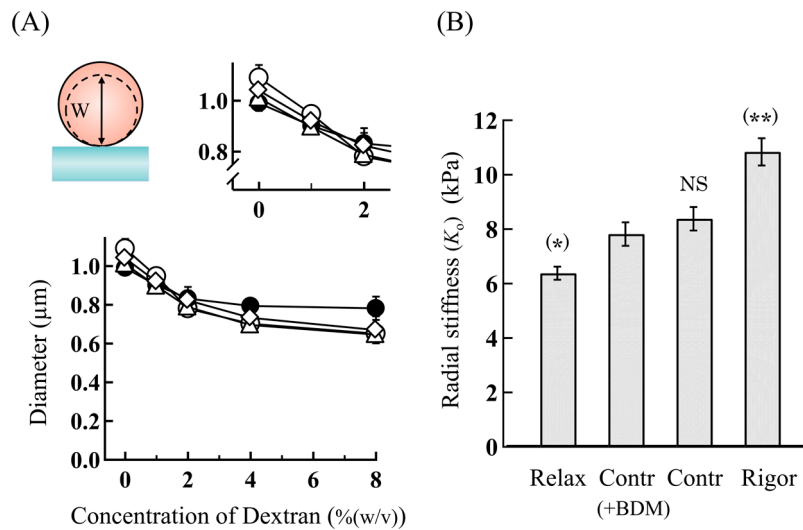 (A)
W
1.0
0.8
0
2
1.0
0.8
0.6
0.4
0.2
0.0
0 2 4 6 8
Diameter (μm)
Concentration of Dextran (%(w/v))
(B)
12
10
8
6
4
2
0
Radial stiffness (Ko) (kPa)
(*)
NS
(**)
Relax Contr Contr Rigor
(+BDM)